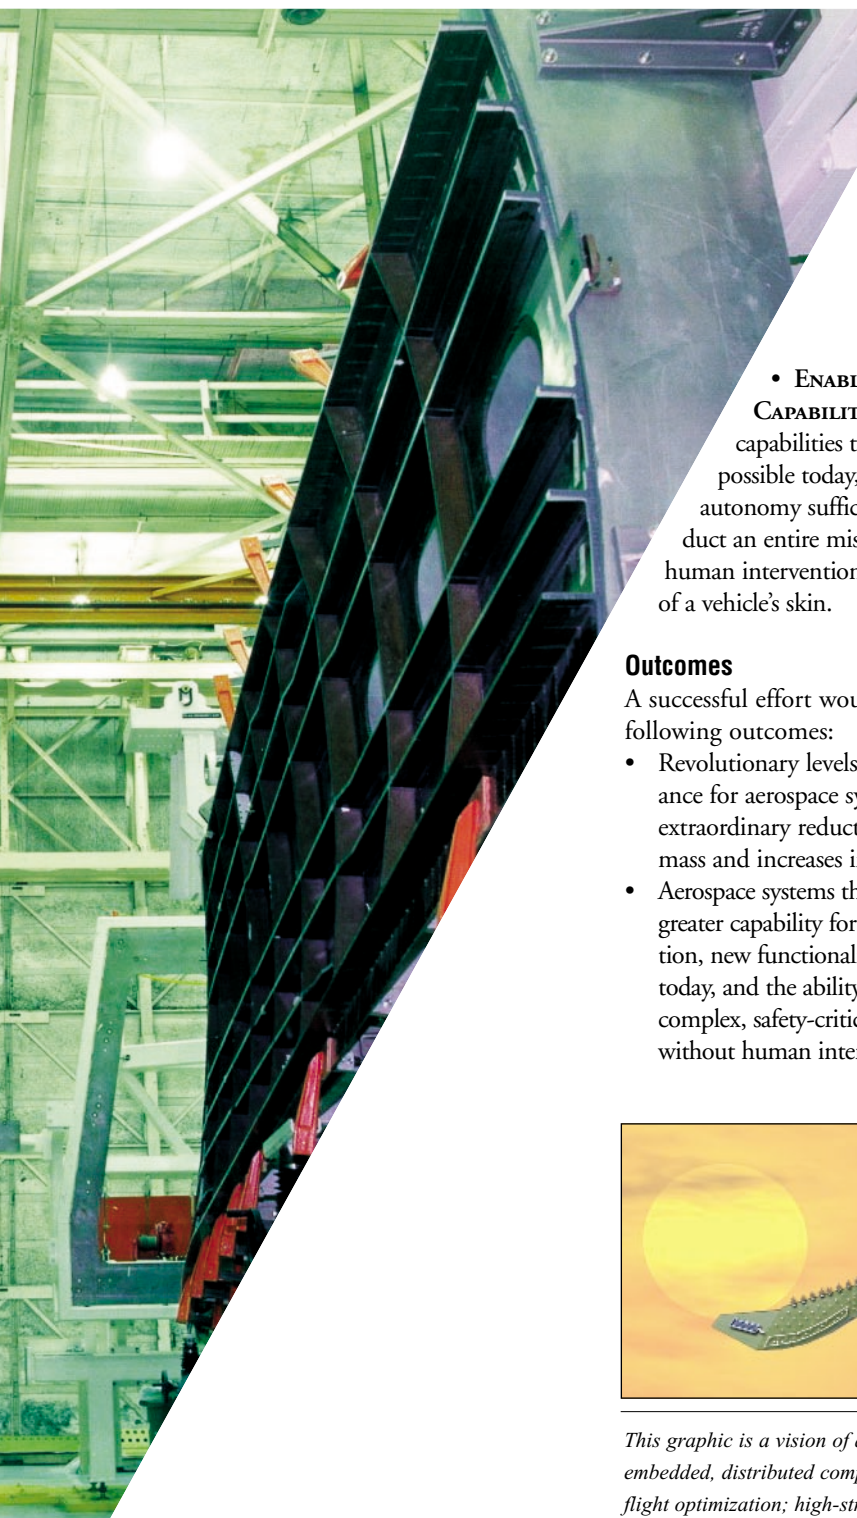 • ENABL
CAPABILIT
capabilities t
possible today,
autonomy suffic
duct an entire mis
human intervention
of a vehicle's skin.
Outcomes
A successful effort wou
following outcomes:
• Revolutionary levels
ance for aerospace sy
extraordinary reduct
mass and increases i
• Aerospace systems th
greater capability for
tion, new functional
today, and the ability
complex, safety-critic
without human inter
This graphic is a vision of a
embedded, distributed comp
flight optimization; high-str